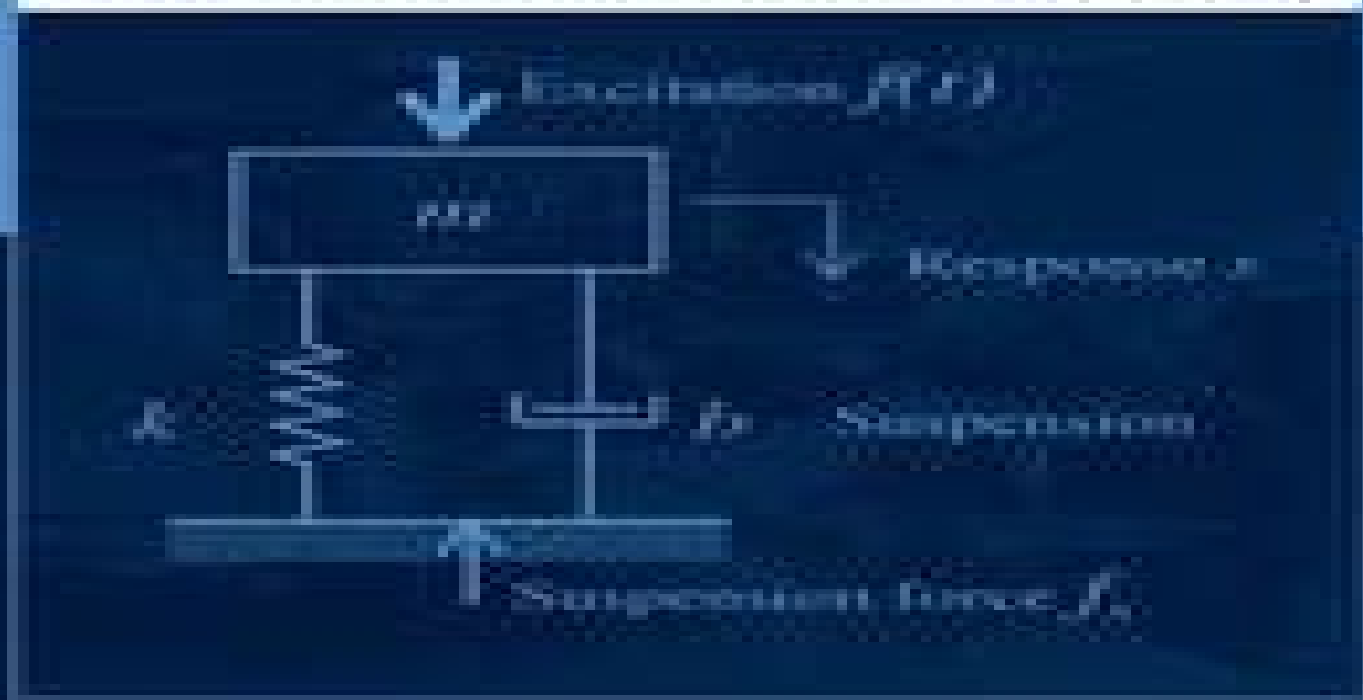 Excitation f(t)
m
Response x
k
b
Suspension
Suspension force fₛ